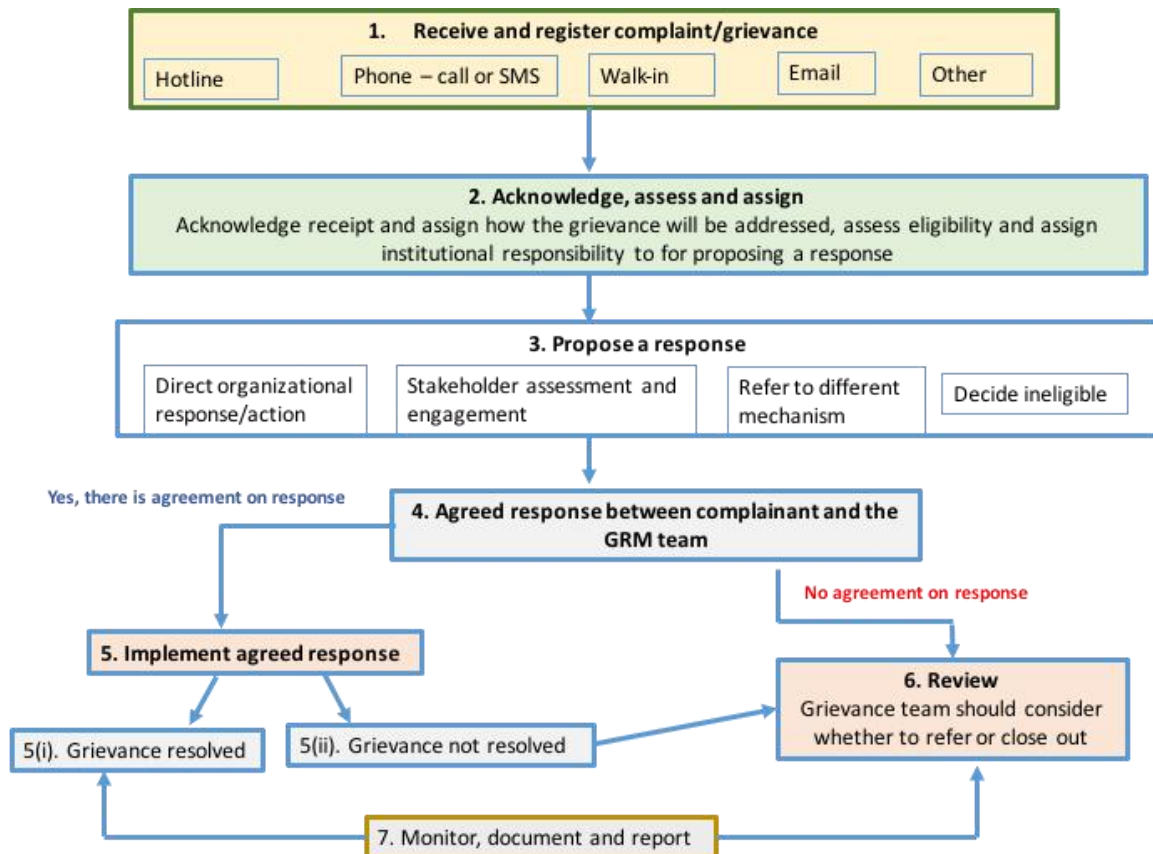 1. Receive and register complaint/grievance
Hotline
Phone – call or SMS
Walk-in
Email
Other
2. Acknowledge, assess and assign
Acknowledge receipt and assign how the grievance will be addressed, assess eligibility and assign
institutional responsibility to for proposing a response
3. Propose a response
Direct organizational
response/action
Stakeholder assessment and
engagement
Refer to different
mechanism
Decide ineligible
Yes, there is agreement on response
4. Agreed response between complainant and the
GRM team
No agreement on response
5. Implement agreed response
6. Review
Grievance team should consider
whether to refer or close out
5(i). Grievance resolved
5(ii). Grievance not resolved
7. Monitor, document and report